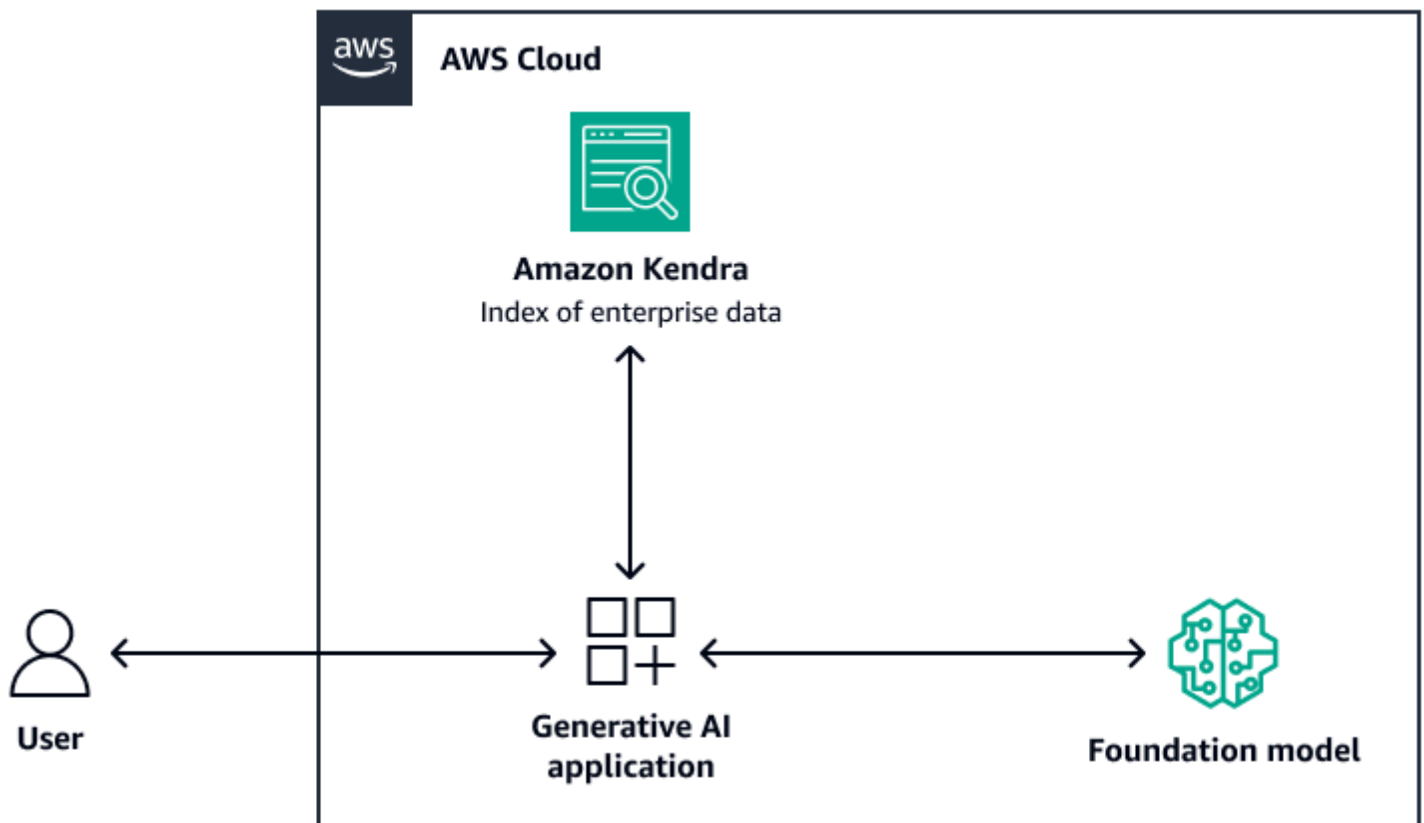 aws
AWS Cloud
Amazon Kendra
Index of enterprise data
User
Generative AI
application
Foundation model